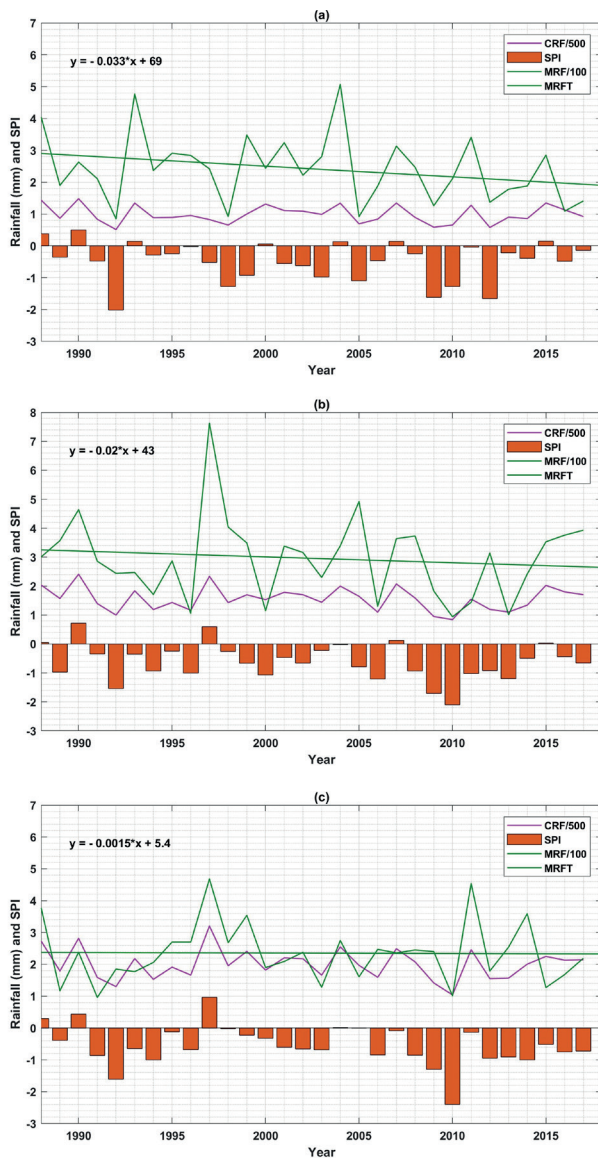 (a)
7
6
5
4
3
2
1
0
-1
-2
-3
Rainfall (mm) and SPI
y = - 0.033*x + 69
CRF/500
SPI
MRF/100
MRFT
1990 1995 2000 2005 2010 2015
Year
(b)
8
7
6
5
4
3
2
1
0
-1
-2
-3
Rainfall (mm) and SPI
y = - 0.02*x + 43
CRF/500
SPI
MRF/100
MRFT
1990 1995 2000 2005 2010 2015
Year
(c)
7
6
5
4
3
2
1
0
-1
-2
-3
Rainfall (mm) and SPI
y = - 0.0015*x + 5.4
CRF/500
SPI
MRF/100
MRFT
1990 1995 2000 2005 2010 2015
Year